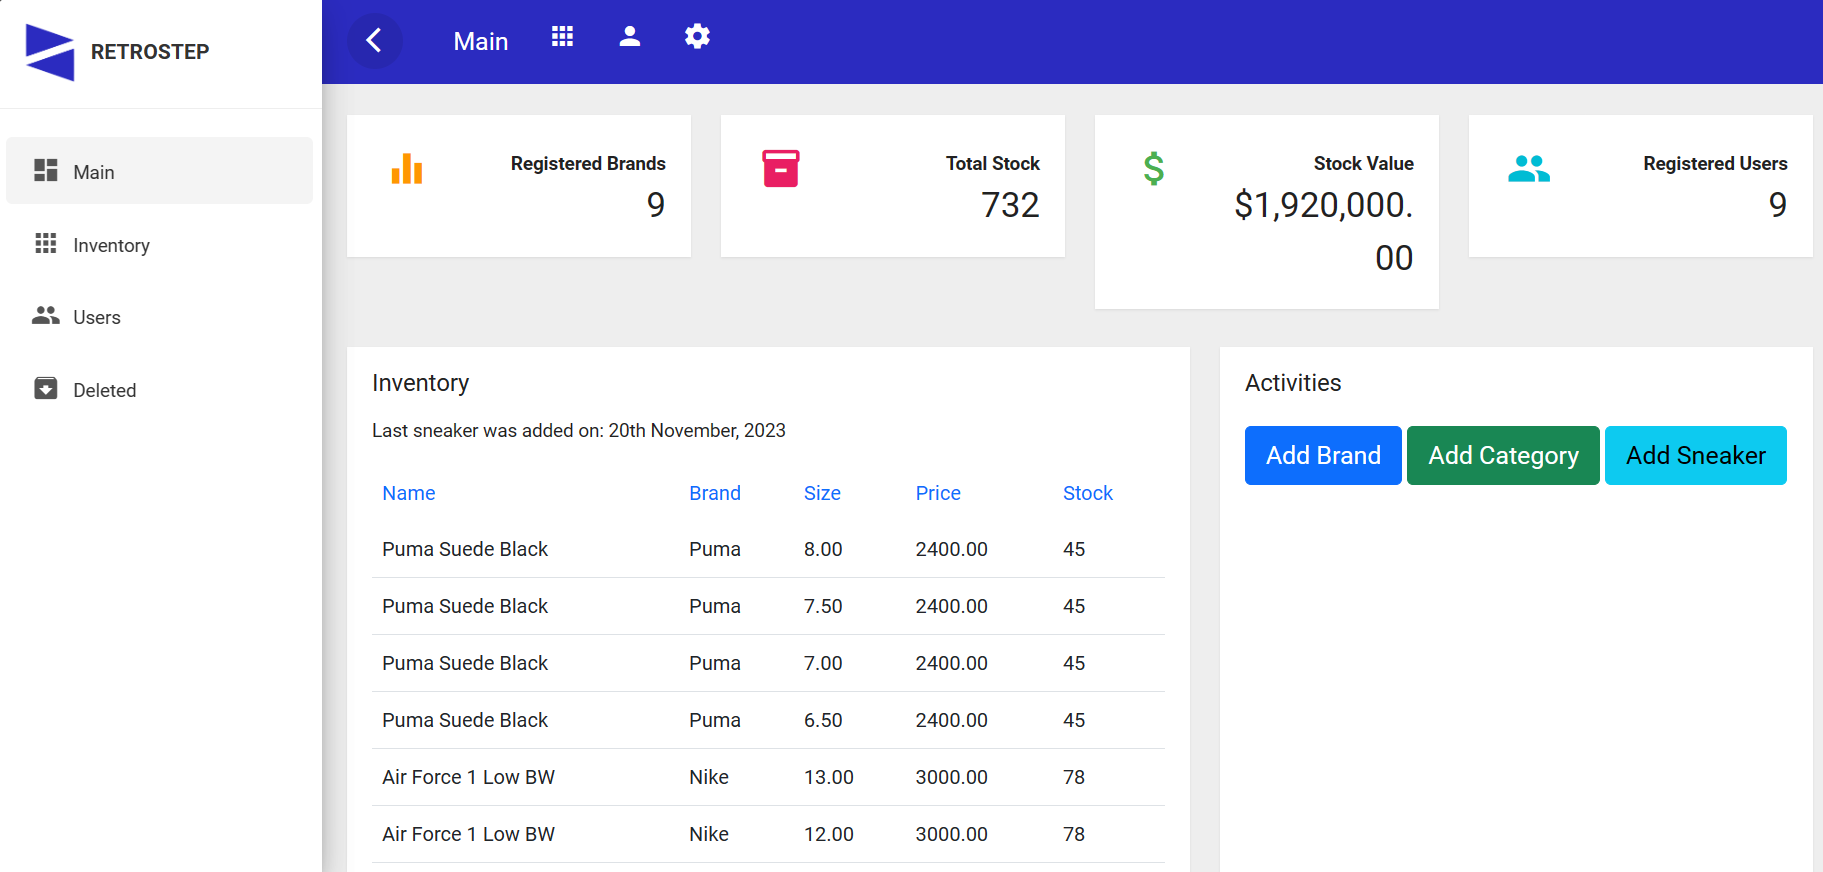 RETROSTEP
Main
Inventory
Users
Deleted
Main
Registered Brands
9
Total Stock
732
Stock Value
$1,920,000.
00
Registered Users
9
Inventory
Last sneaker was added on: 20th November, 2023
Name Brand Size Price Stock
Puma Suede Black Puma 8.00 2400.00 45
Puma Suede Black Puma 7.50 2400.00 45
Puma Suede Black Puma 7.00 2400.00 45
Puma Suede Black Puma 6.50 2400.00 45
Air Force 1 Low BW Nike 13.00 3000.00 78
Air Force 1 Low BW Nike 12.00 3000.00 78
Activities
Add Brand Add Category Add Sneaker